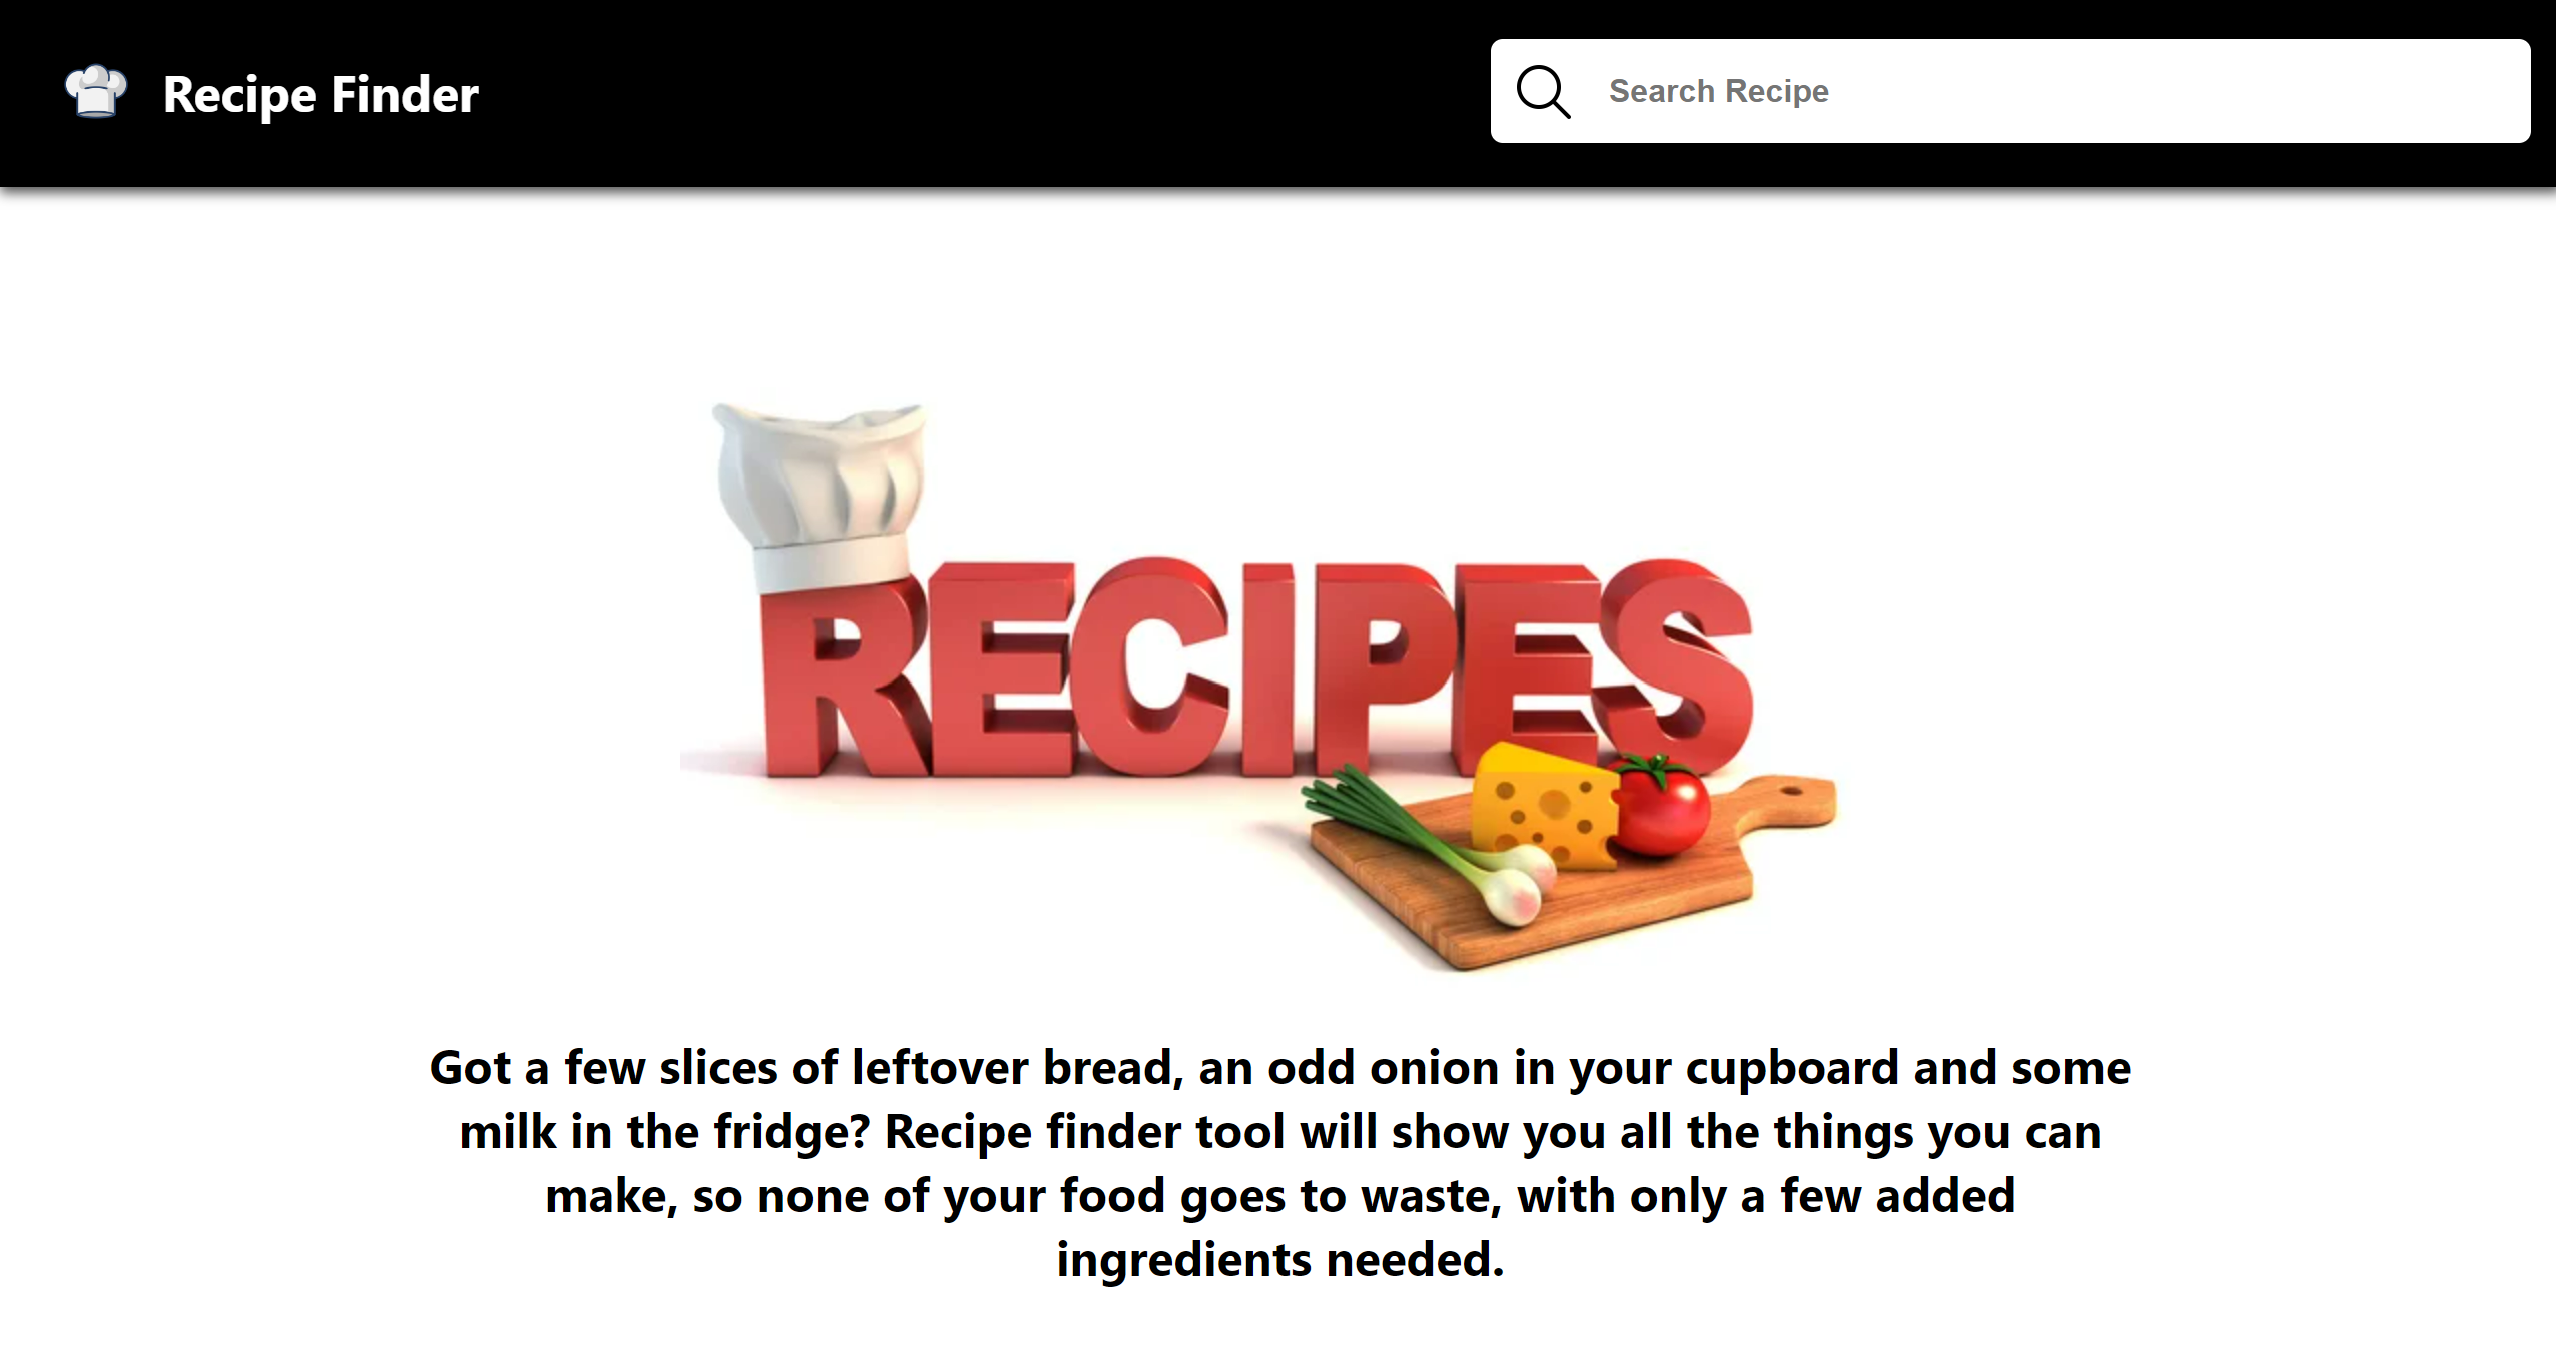 Recipe Finder
Search Recipe
RECIPES
Got a few slices of leftover bread, an odd onion in your cupboard and some
milk in the fridge? Recipe finder tool will show you all the things you can
make, so none of your food goes to waste, with only a few added
ingredients needed.